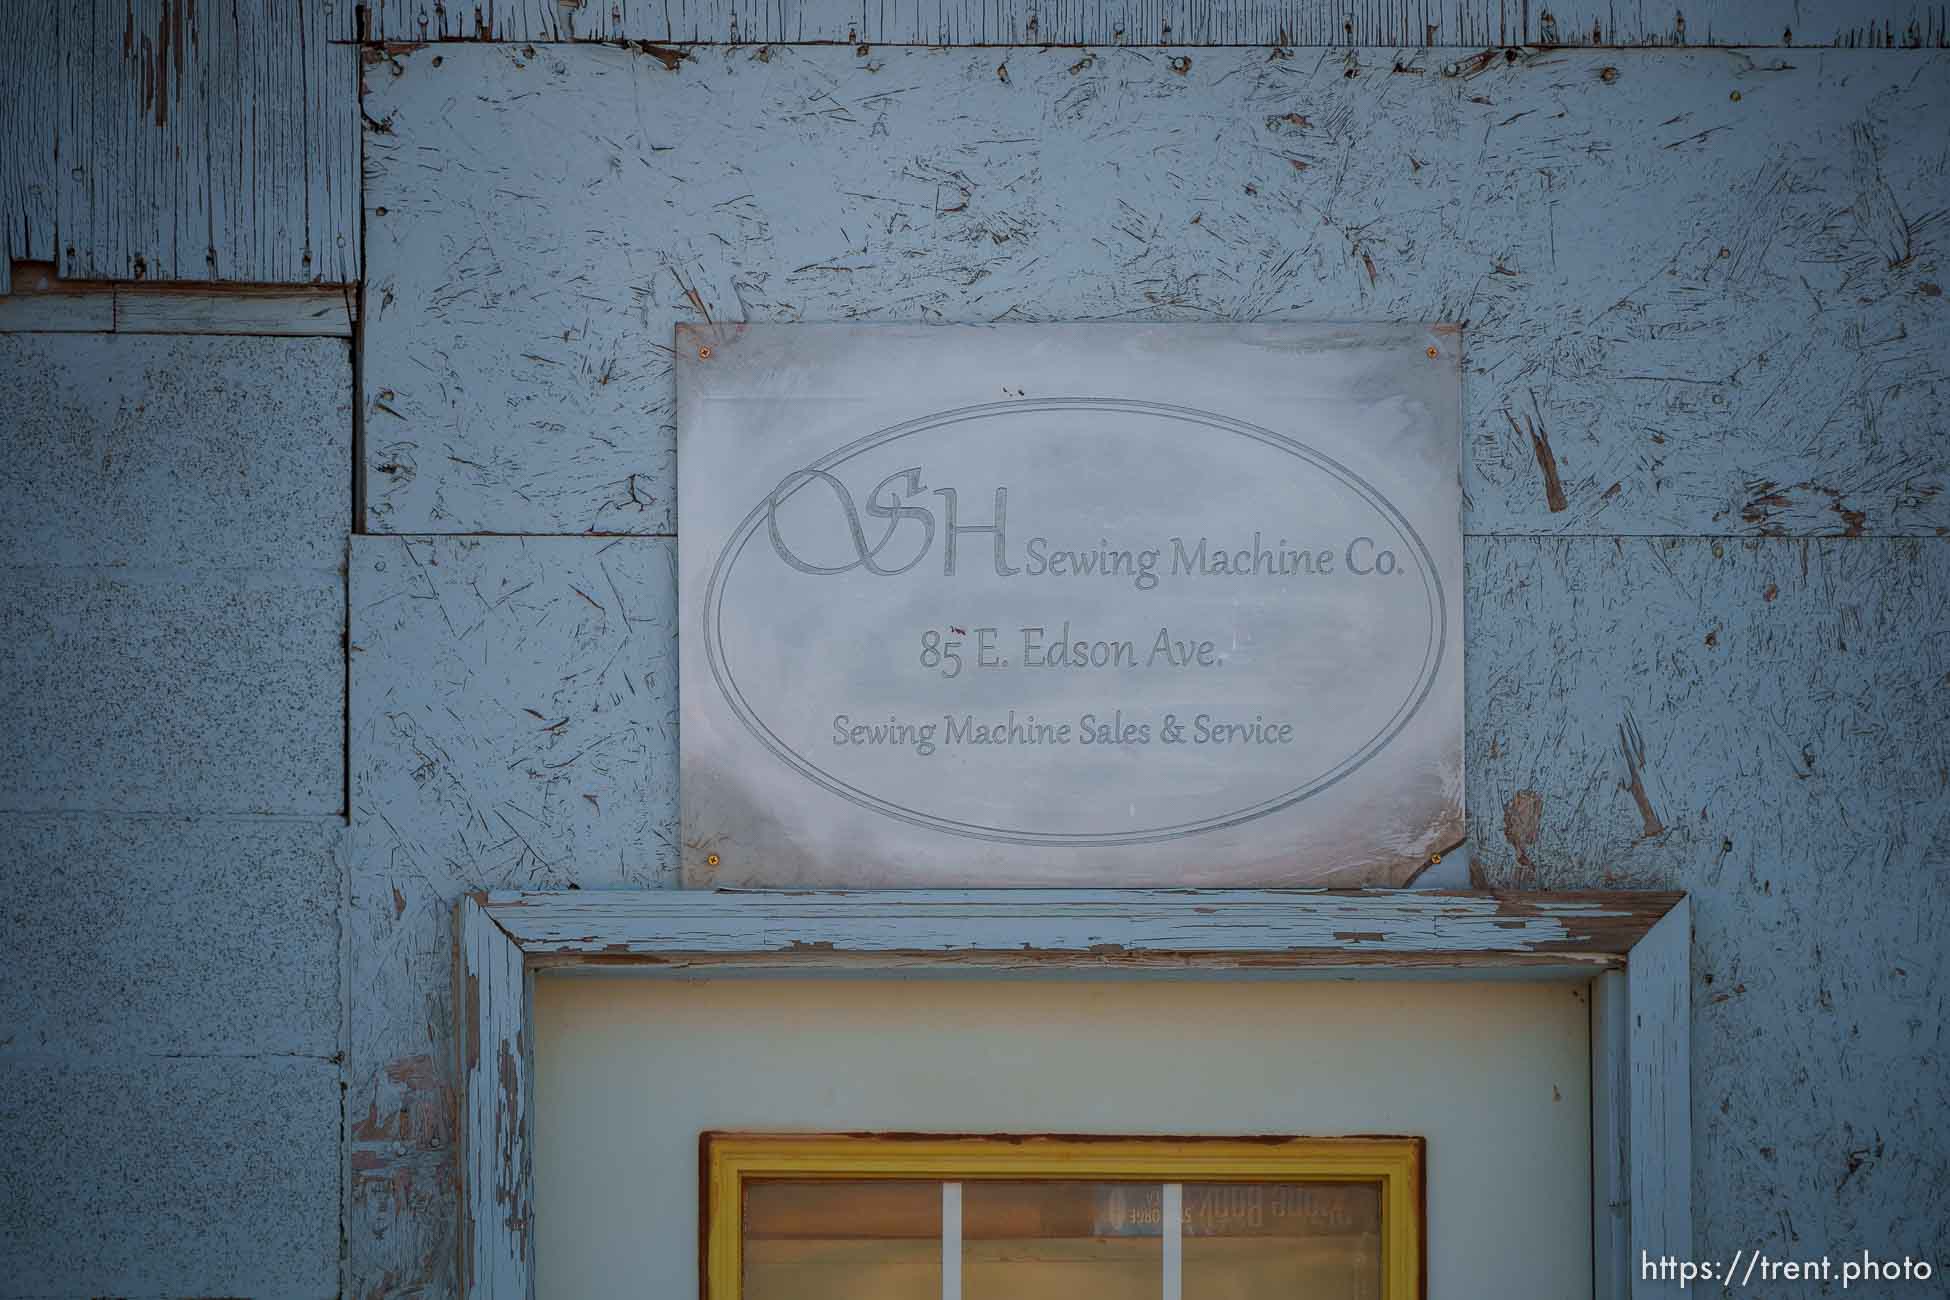 OSH Sewing Machine Co.
85 E. Edson Ave.
Sewing Machine Sales & Service
https://trent.photo